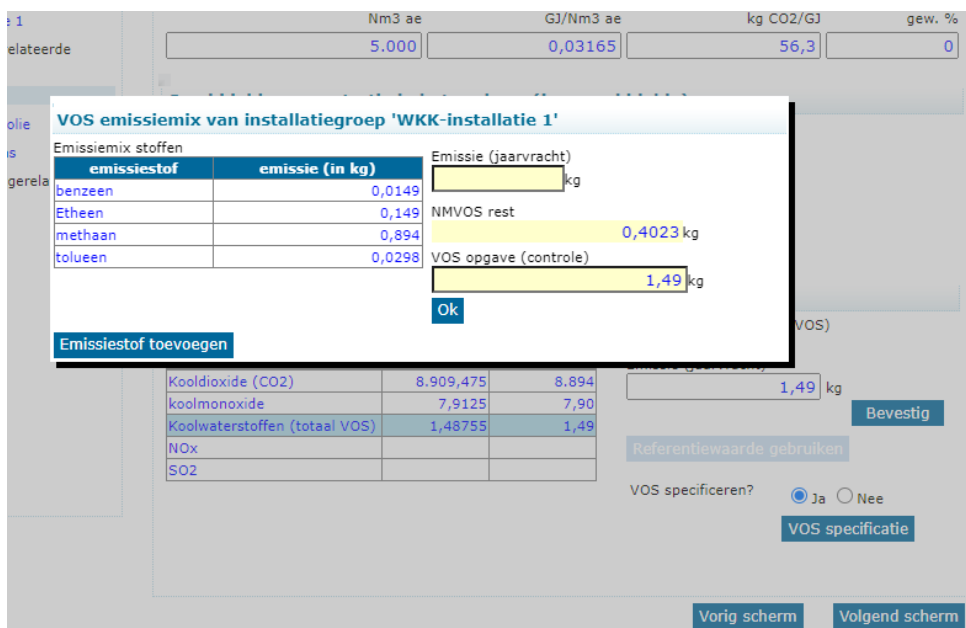 e 1
Nm3 ae GJ/Nm3 ae kg CO2/GJ gew. %
elateerde
5.000 0,03165 56,3 0
VOS emissiemix van installatiegroep 'WKK-installatie 1'
olie
Emissiemix stoffen
emissiestof emissie (in kg)
Emissie (jaarvracht)
kg
gerela
benzeen 0,0149
Etheen 0,149
NMVOS rest
methaan 0,894
0,4023 kg
tolueen 0,0298
VOS opgave (controle)
1,49 kg
Ok
VOS)
Emissiestof toevoegen
Kooldioxide (CO2) 8.909,475 8.894
1,49 kg
koolmonoxide 7,9125 7,90
Bevestig
Koolwaterstoffen (totaal VOS) 1,48755 1,49
NOx
Referentiewaarde gebruiken
SO2
VOS specificeren? Ja Nee
VOS specificatie
Vorig scherm Volgend scherm